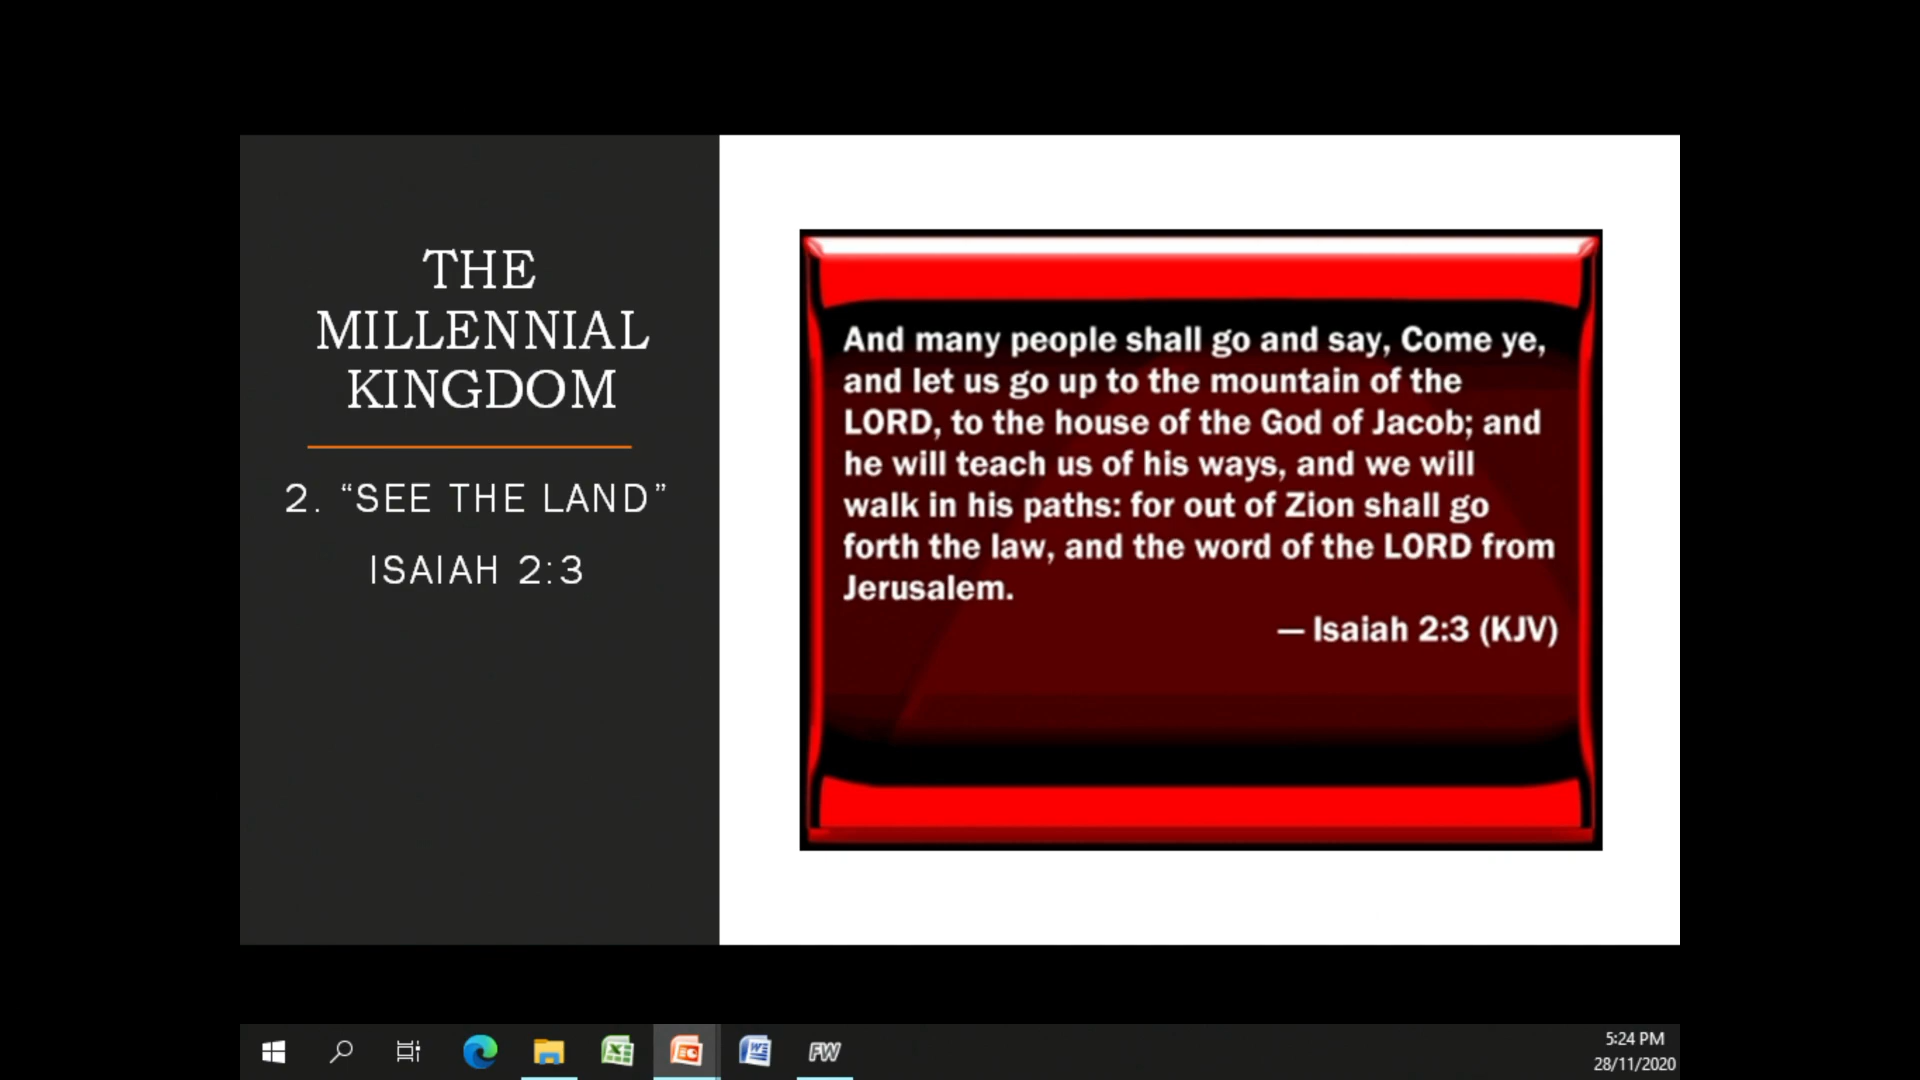 THE
MILLENNIAL
KINGDOM
2. “SEE THE LAND”
ISAIAH 2:3
And many people shall go and say, Come ye,
and let us go up to the mountain of the
LORD, to the house of the God of Jacob; and
he will teach us of his ways, and we will
walk in his paths: for out of Zion shall go
forth the law, and the word of the LORD from
Jerusalem.
— Isaiah 2:3 (KJV)
FW
5:24 PM
28/11/2020